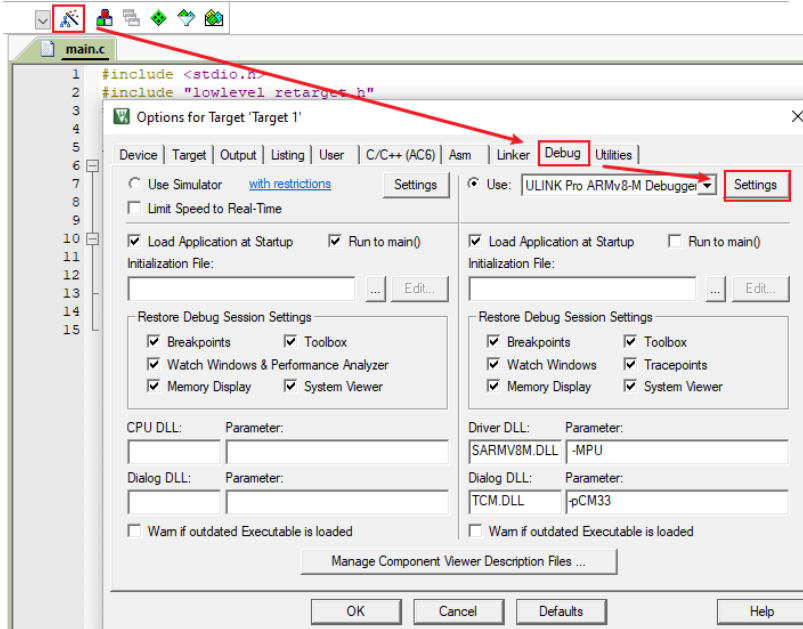 main.c
1 #include <stdio.h>
2 #include "lowlevel_retarget.h"
3
4
5
6
7
8
9
10
11
12
13
14
15
Options for Target 'Target 1'
Device | Target | Output | Listing | User | C/C++ (AC6) | Asm | Linker | Debug | Utilities
Use Simulator with restrictions Settings
Limit Speed to Real-Time
Load Application at Startup Run to main()
Initialization File:
... Edit...
Restore Debug Session Settings
Breakpoints Toolbox
Watch Windows & Performance Analyzer
Memory Display System Viewer
CPU DLL: Parameter:
Dialog DLL: Parameter:
Warn if outdated Executable is loaded
Use: ULINK Pro ARMv8-M Debugger Settings
Load Application at Startup Run to main()
Initialization File:
... Edit...
Restore Debug Session Settings
Breakpoints Toolbox
Watch Windows Tracepoints
Memory Display System Viewer
Driver DLL: Parameter:
SARMV8M.DLL -MPU
Dialog DLL: Parameter:
TCM.DLL -pCM33
Warn if outdated Executable is loaded
Manage Component Viewer Description Files ...
OK Cancel Defaults Help